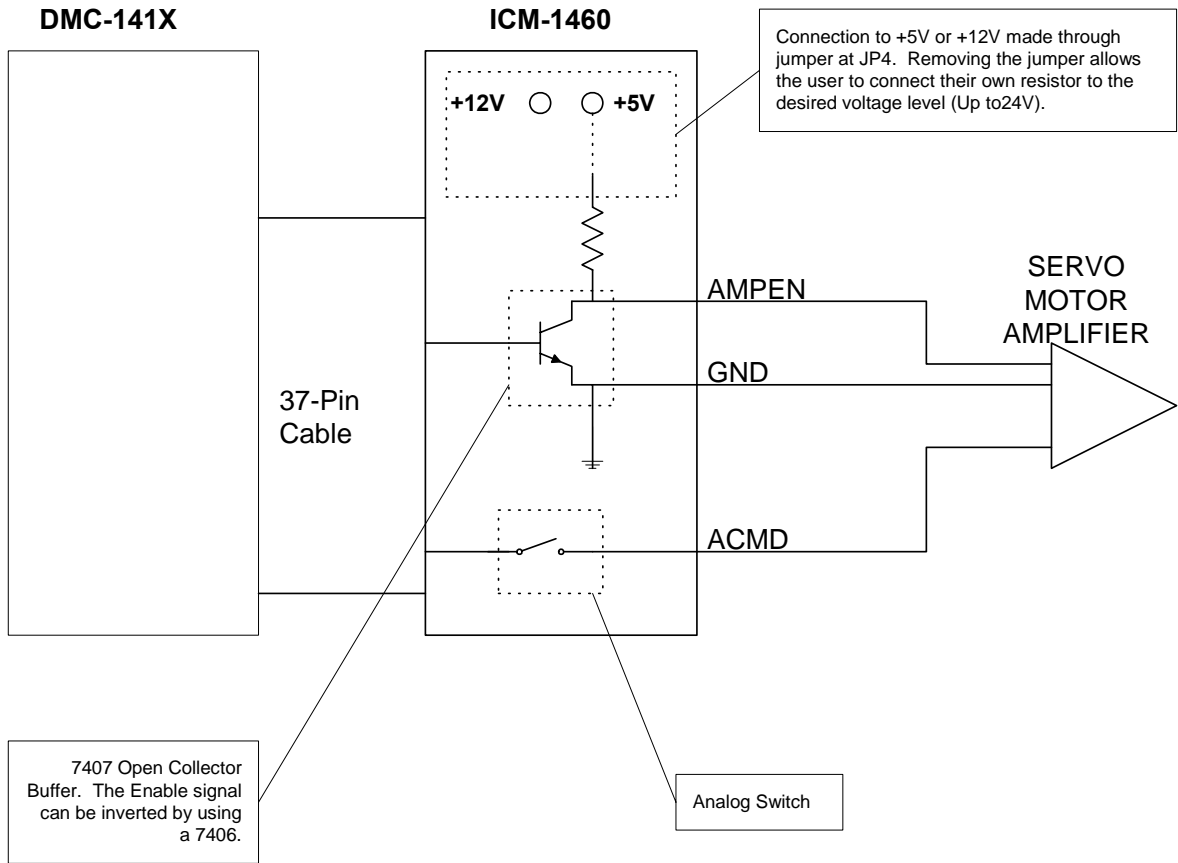 DMC-141X
ICM-1460
Connection to +5V or +12V made through
jumper at JP4. Removing the jumper allows
the user to connect their own resistor to the
desired voltage level (Up to24V).
+12V
+5V
SERVO
MOTOR
AMPLIFIER
AMPEN
GND
37-Pin
Cable
ACMD
7407 Open Collector
Buffer. The Enable signal
can be inverted by using
a 7406.
Analog Switch